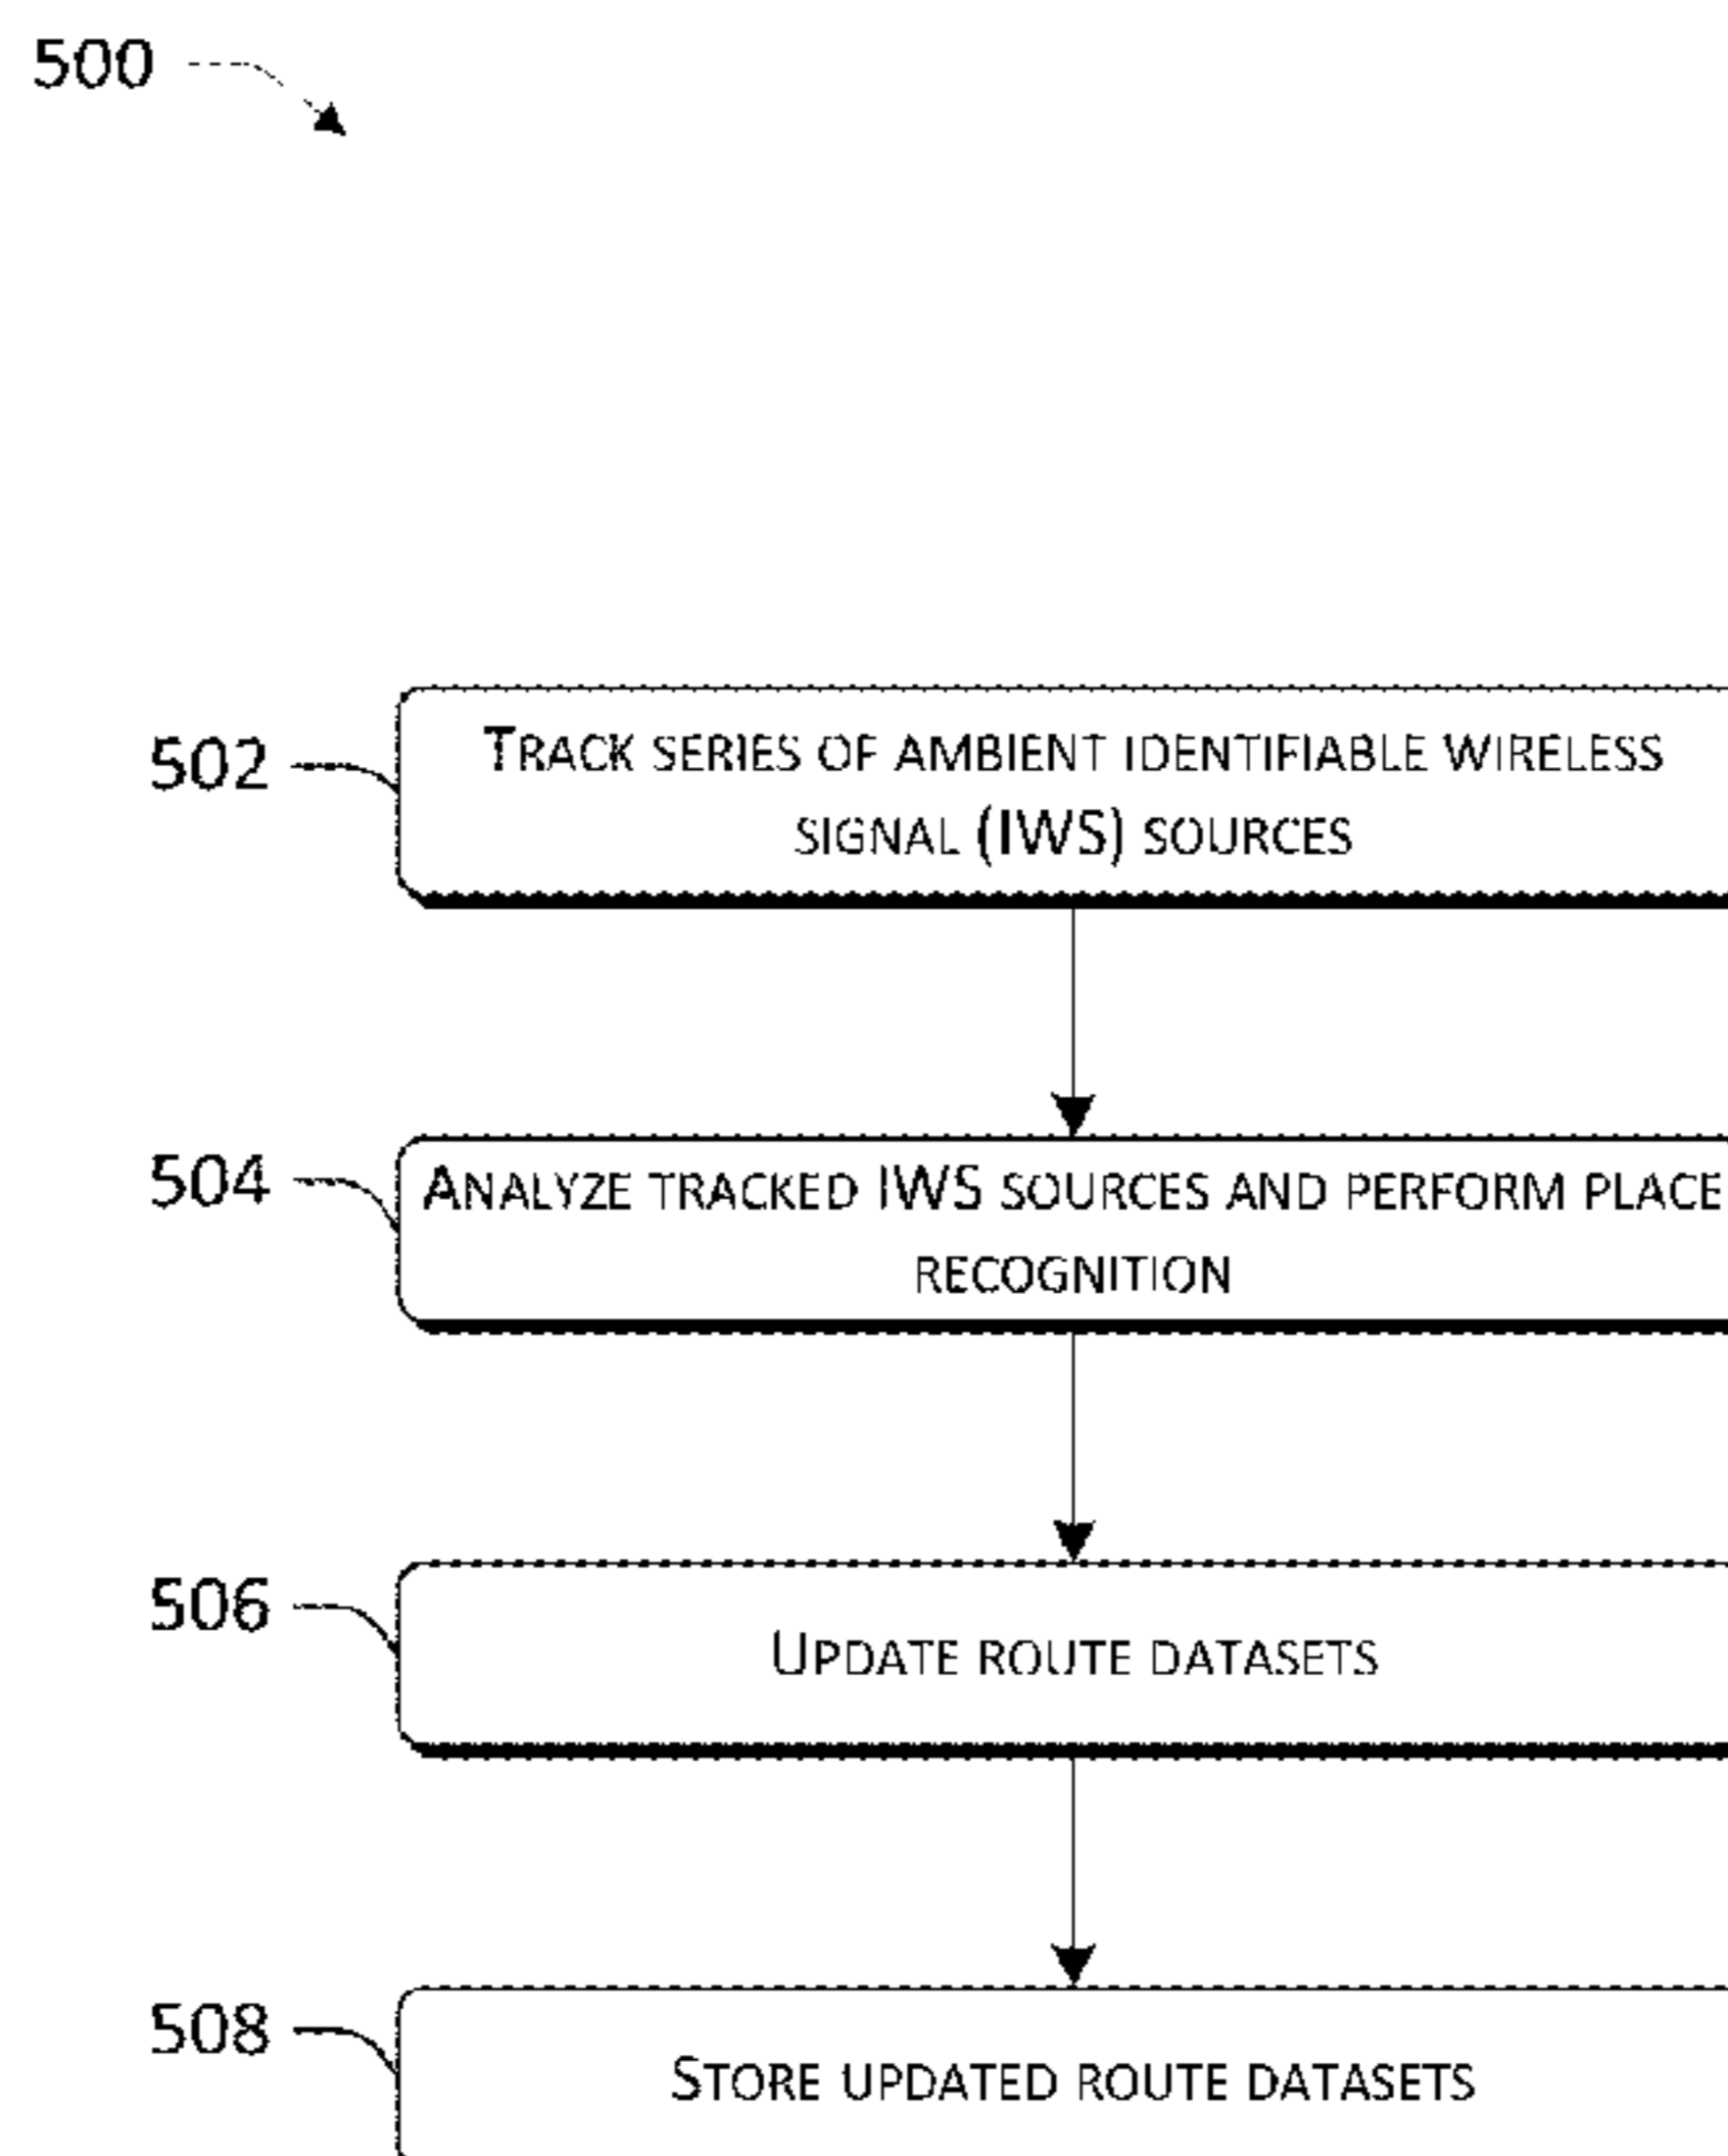 500
502
TRACK SERIES OF AMBIENT IDENTIFIABLE WIRELESS
SIGNAL (IWS) SOURCES
504
ANALYZE TRACKED IWS SOURCES AND PERFORM PLACE
RECOGNITION
506
UPDATE ROUTE DATASETS
508
STORE UPDATED ROUTE DATASETS